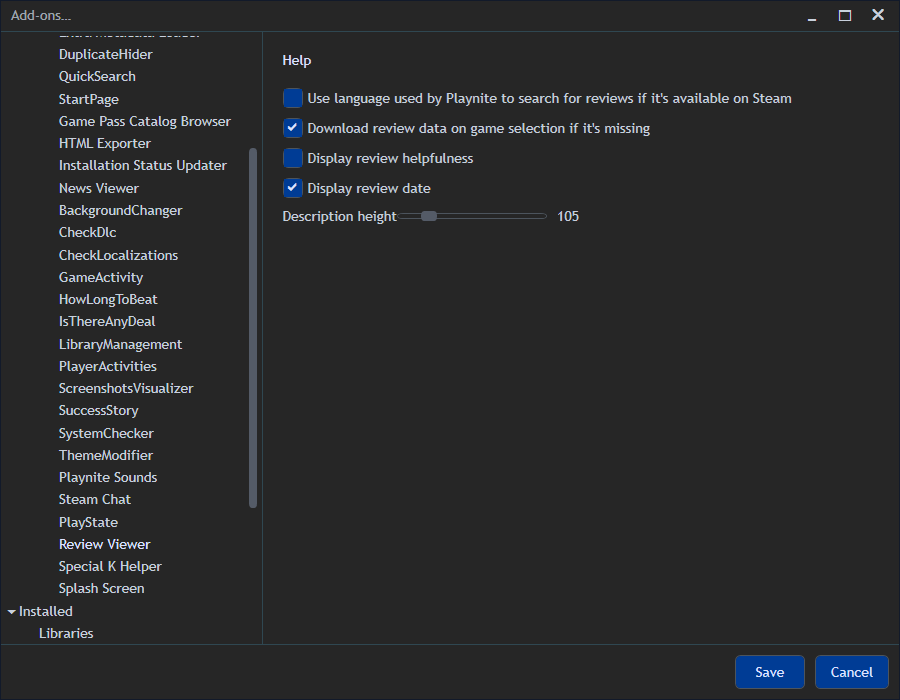 Add-ons...
DuplicateHider
QuickSearch
StartPage
Game Pass Catalog Browser
HTML Exporter
Installation Status Updater
News Viewer
BackgroundChanger
CheckDlc
CheckLocalizations
GameActivity
HowLongToBeat
IsThereAnyDeal
LibraryManagement
PlayerActivities
ScreenshotsVisualizer
SuccessStory
SystemChecker
ThemeModifier
Playnite Sounds
Steam Chat
PlayState
Review Viewer
Special K Helper
Splash Screen
Installed
Libraries
Help
Use language used by Playnite to search for reviews if it's available on Steam
Download review data on game selection if it's missing
Display review helpfulness
Display review date
Description height 105
Save
Cancel